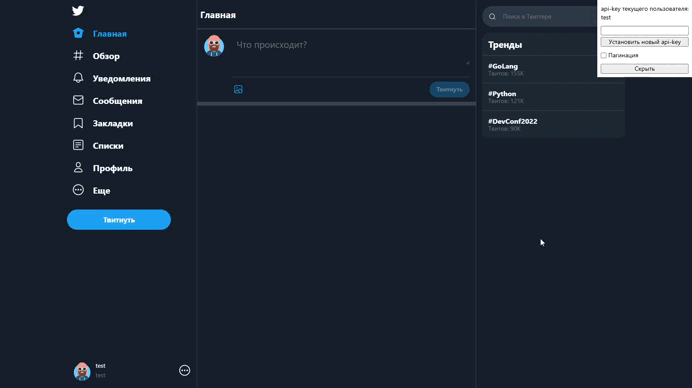 Главная
Обзор
Уведомления
Сообщения
Закладки
Списки
Профиль
Еще
Твитнуть
test
test
Главная
Что происходит?
Твитнуть
Поиск в Твиттере
Тренды
#GoLang
Твитов: 155K
#Python
Твитов: 121K
#DevConf2022
Твитов: 90K
api-key текущего пользователя:
test
Установить новый api-key
Пагинация
Скрыть